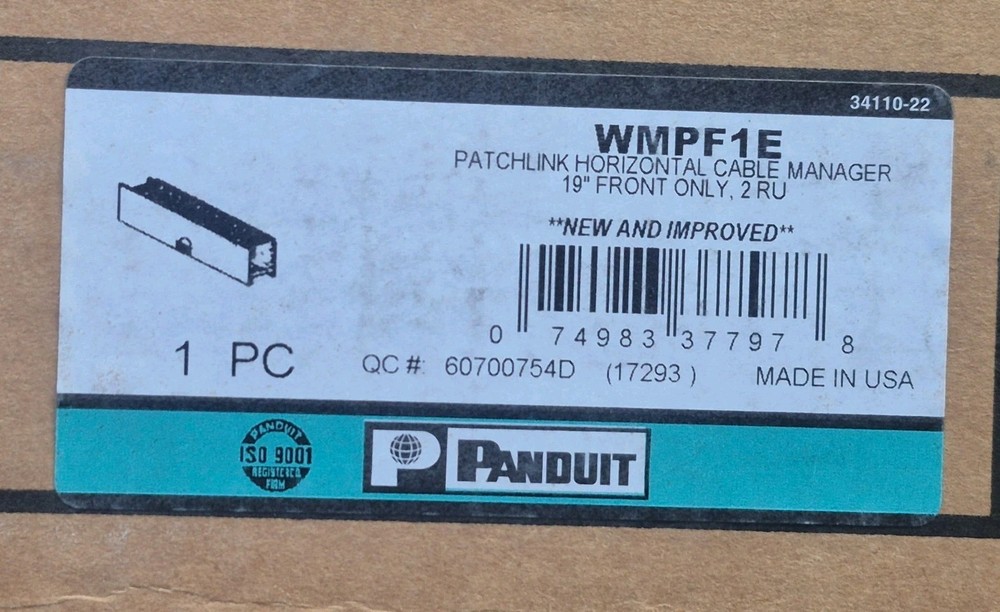 34110-22
WMPF1E
PATCHLINK HORIZONTAL CABLE MANAGER
19" FRONT ONLY, 2 RU
**NEW AND IMPROVED**
0 74983 37797 8
1 PC
QC #: 60700754D (17293 )
MADE IN USA
PANDUIT
ISO 9001
REGISTERED
FIRM
P PANDUIT